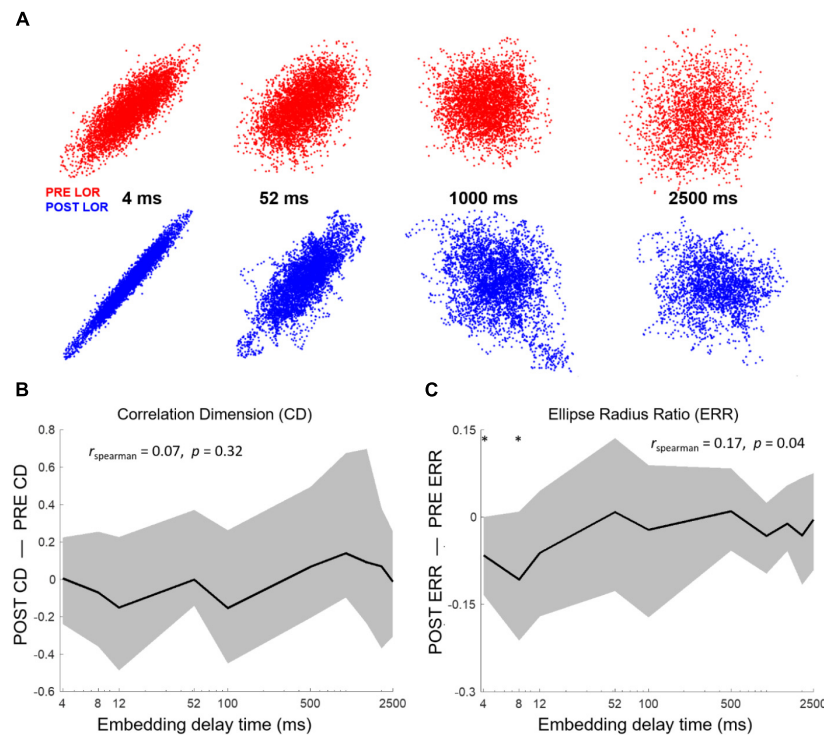 A
PRE LOR
POST LOR
4 ms
52 ms
1000 ms
2500 ms
B
Correlation Dimension (CD)
r spearman = 0.07, p = 0.32
POST CD — PRE CD
0.8
0.6
0.4
0.2
0
-0.2
-0.4
-0.6
4 8 12 52 100 500 2500
Embedding delay time (ms)
C
Ellipse Radius Ratio (ERR)
* *
r spearman = 0.17, p = 0.04
POST ERR — PRE ERR
0.15
0
-0.15
-0.3
4 8 12 52 100 500 2500
Embedding delay time (ms)